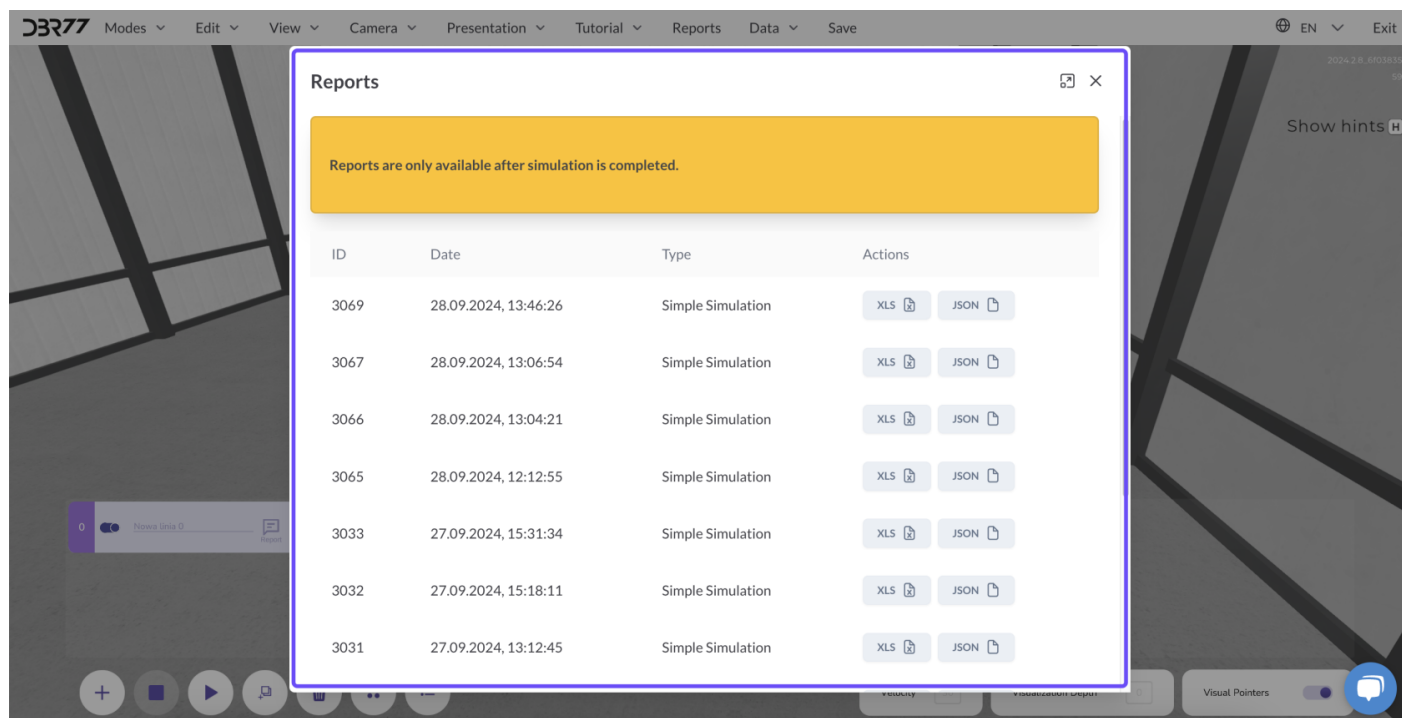 DBR77 Modes Edit View Camera Presentation Tutorial Reports Data Save EN Exit
Show hints H
Reports
Reports are only available after simulation is completed.
ID Date Type Actions
3069 28.09.2024, 13:46:26 Simple Simulation XLS JSON
3067 28.09.2024, 13:06:54 Simple Simulation XLS JSON
3066 28.09.2024, 13:04:21 Simple Simulation XLS JSON
3065 28.09.2024, 12:12:55 Simple Simulation XLS JSON
3033 27.09.2024, 15:31:34 Simple Simulation XLS JSON
3032 27.09.2024, 15:18:11 Simple Simulation XLS JSON
3031 27.09.2024, 13:12:45 Simple Simulation XLS JSON
0 Nowa linia 0 Report
Velocity Visualization Depth 0 Visual Pointers